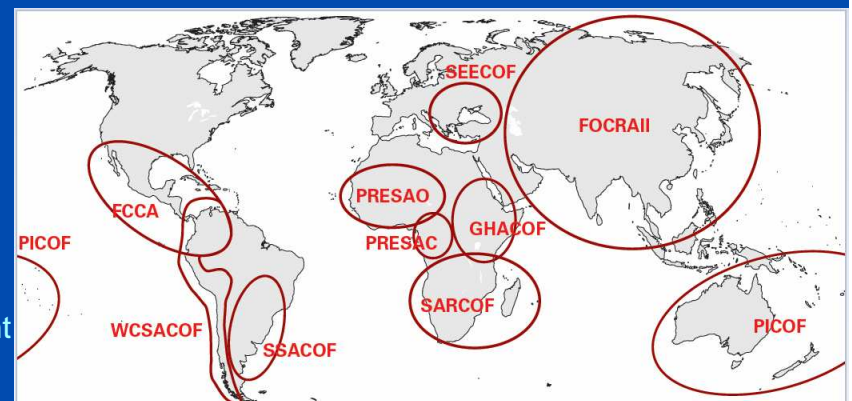 SEECOF
FOCRAII
PRESAO
FCCA
PRESAC
GHACOF
PICOF
SARCOF
WCSACOF
PICOF
SSACOF
t